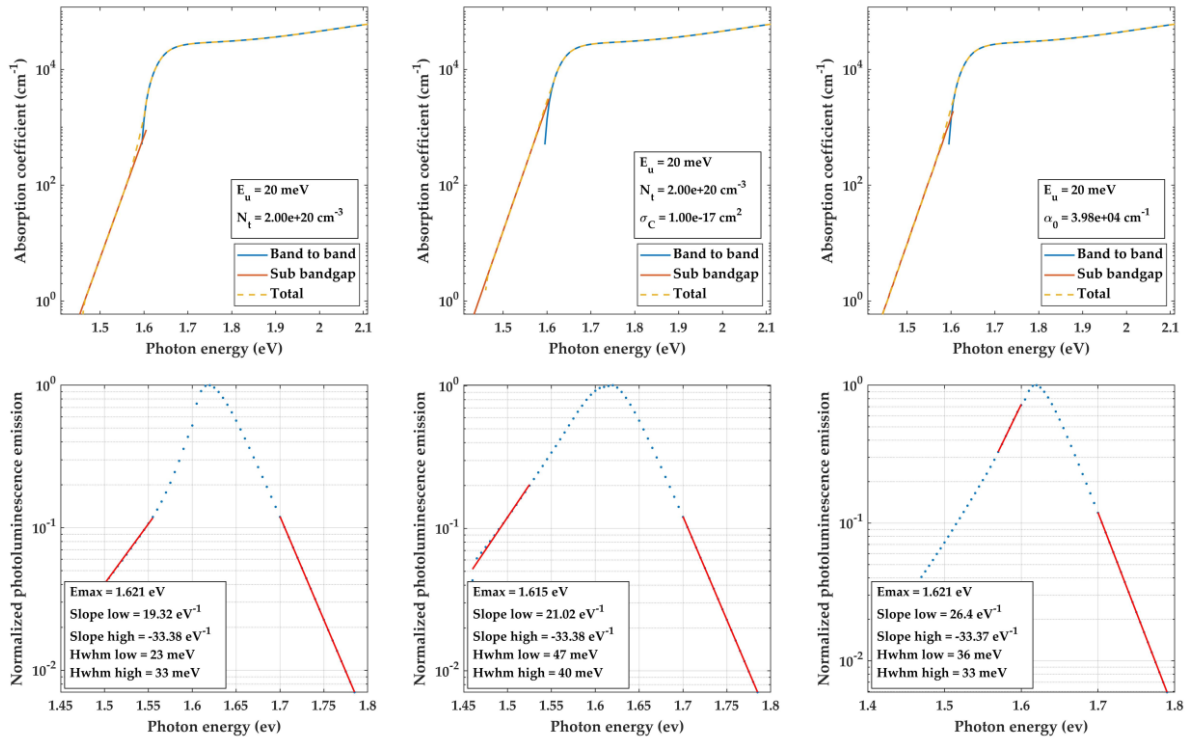 Absorption coefficient (cm-1)
10^4
10^2
10^0
E_u = 20 meV
N_t = 2.00e+20 cm^-3
Band to band
Sub bandgap
Total
1.5 1.6 1.7 1.8 1.9 2 2.1
Photon energy (eV)
Absorption coefficient (cm-1)
10^4
10^2
10^0
E_u = 20 meV
N_t = 2.00e+20 cm^-3
σ_C = 1.00e-17 cm^2
Band to band
Sub bandgap
Total
1.5 1.6 1.7 1.8 1.9 2 2.1
Photon energy (eV)
Absorption coefficient (cm-1)
10^4
10^2
10^0
E_u = 20 meV
α_0 = 3.98e+04 cm^-1
Band to band
Sub bandgap
Total
1.5 1.6 1.7 1.8 1.9 2 2.1
Photon energy (eV)
Normalized photoluminescence emission
10^0
10^-1
10^-2
Emax = 1.621 eV
Slope low = 19.32 eV^-1
Slope high = -33.38 eV^-1
Hwhm low = 23 meV
Hwhm high = 33 meV
1.45 1.5 1.55 1.6 1.65 1.7 1.75 1.8
Photon energy (ev)
Normalized photoluminescence emission
10^0
10^-1
10^-2
Emax = 1.615 eV
Slope low = 21.02 eV^-1
Slope high = -33.38 eV^-1
Hwhm low = 47 meV
Hwhm high = 40 meV
1.45 1.5 1.55 1.6 1.65 1.7 1.75 1.8
Photon energy (ev)
Normalized photoluminescence emission
10^0
10^-1
10^-2
Emax = 1.621 eV
Slope low = 26.4 eV^-1
Slope high = -33.37 eV^-1
Hwhm low = 36 meV
Hwhm high = 33 meV
1.4 1.5 1.6 1.7 1.8
Photon energy (ev)